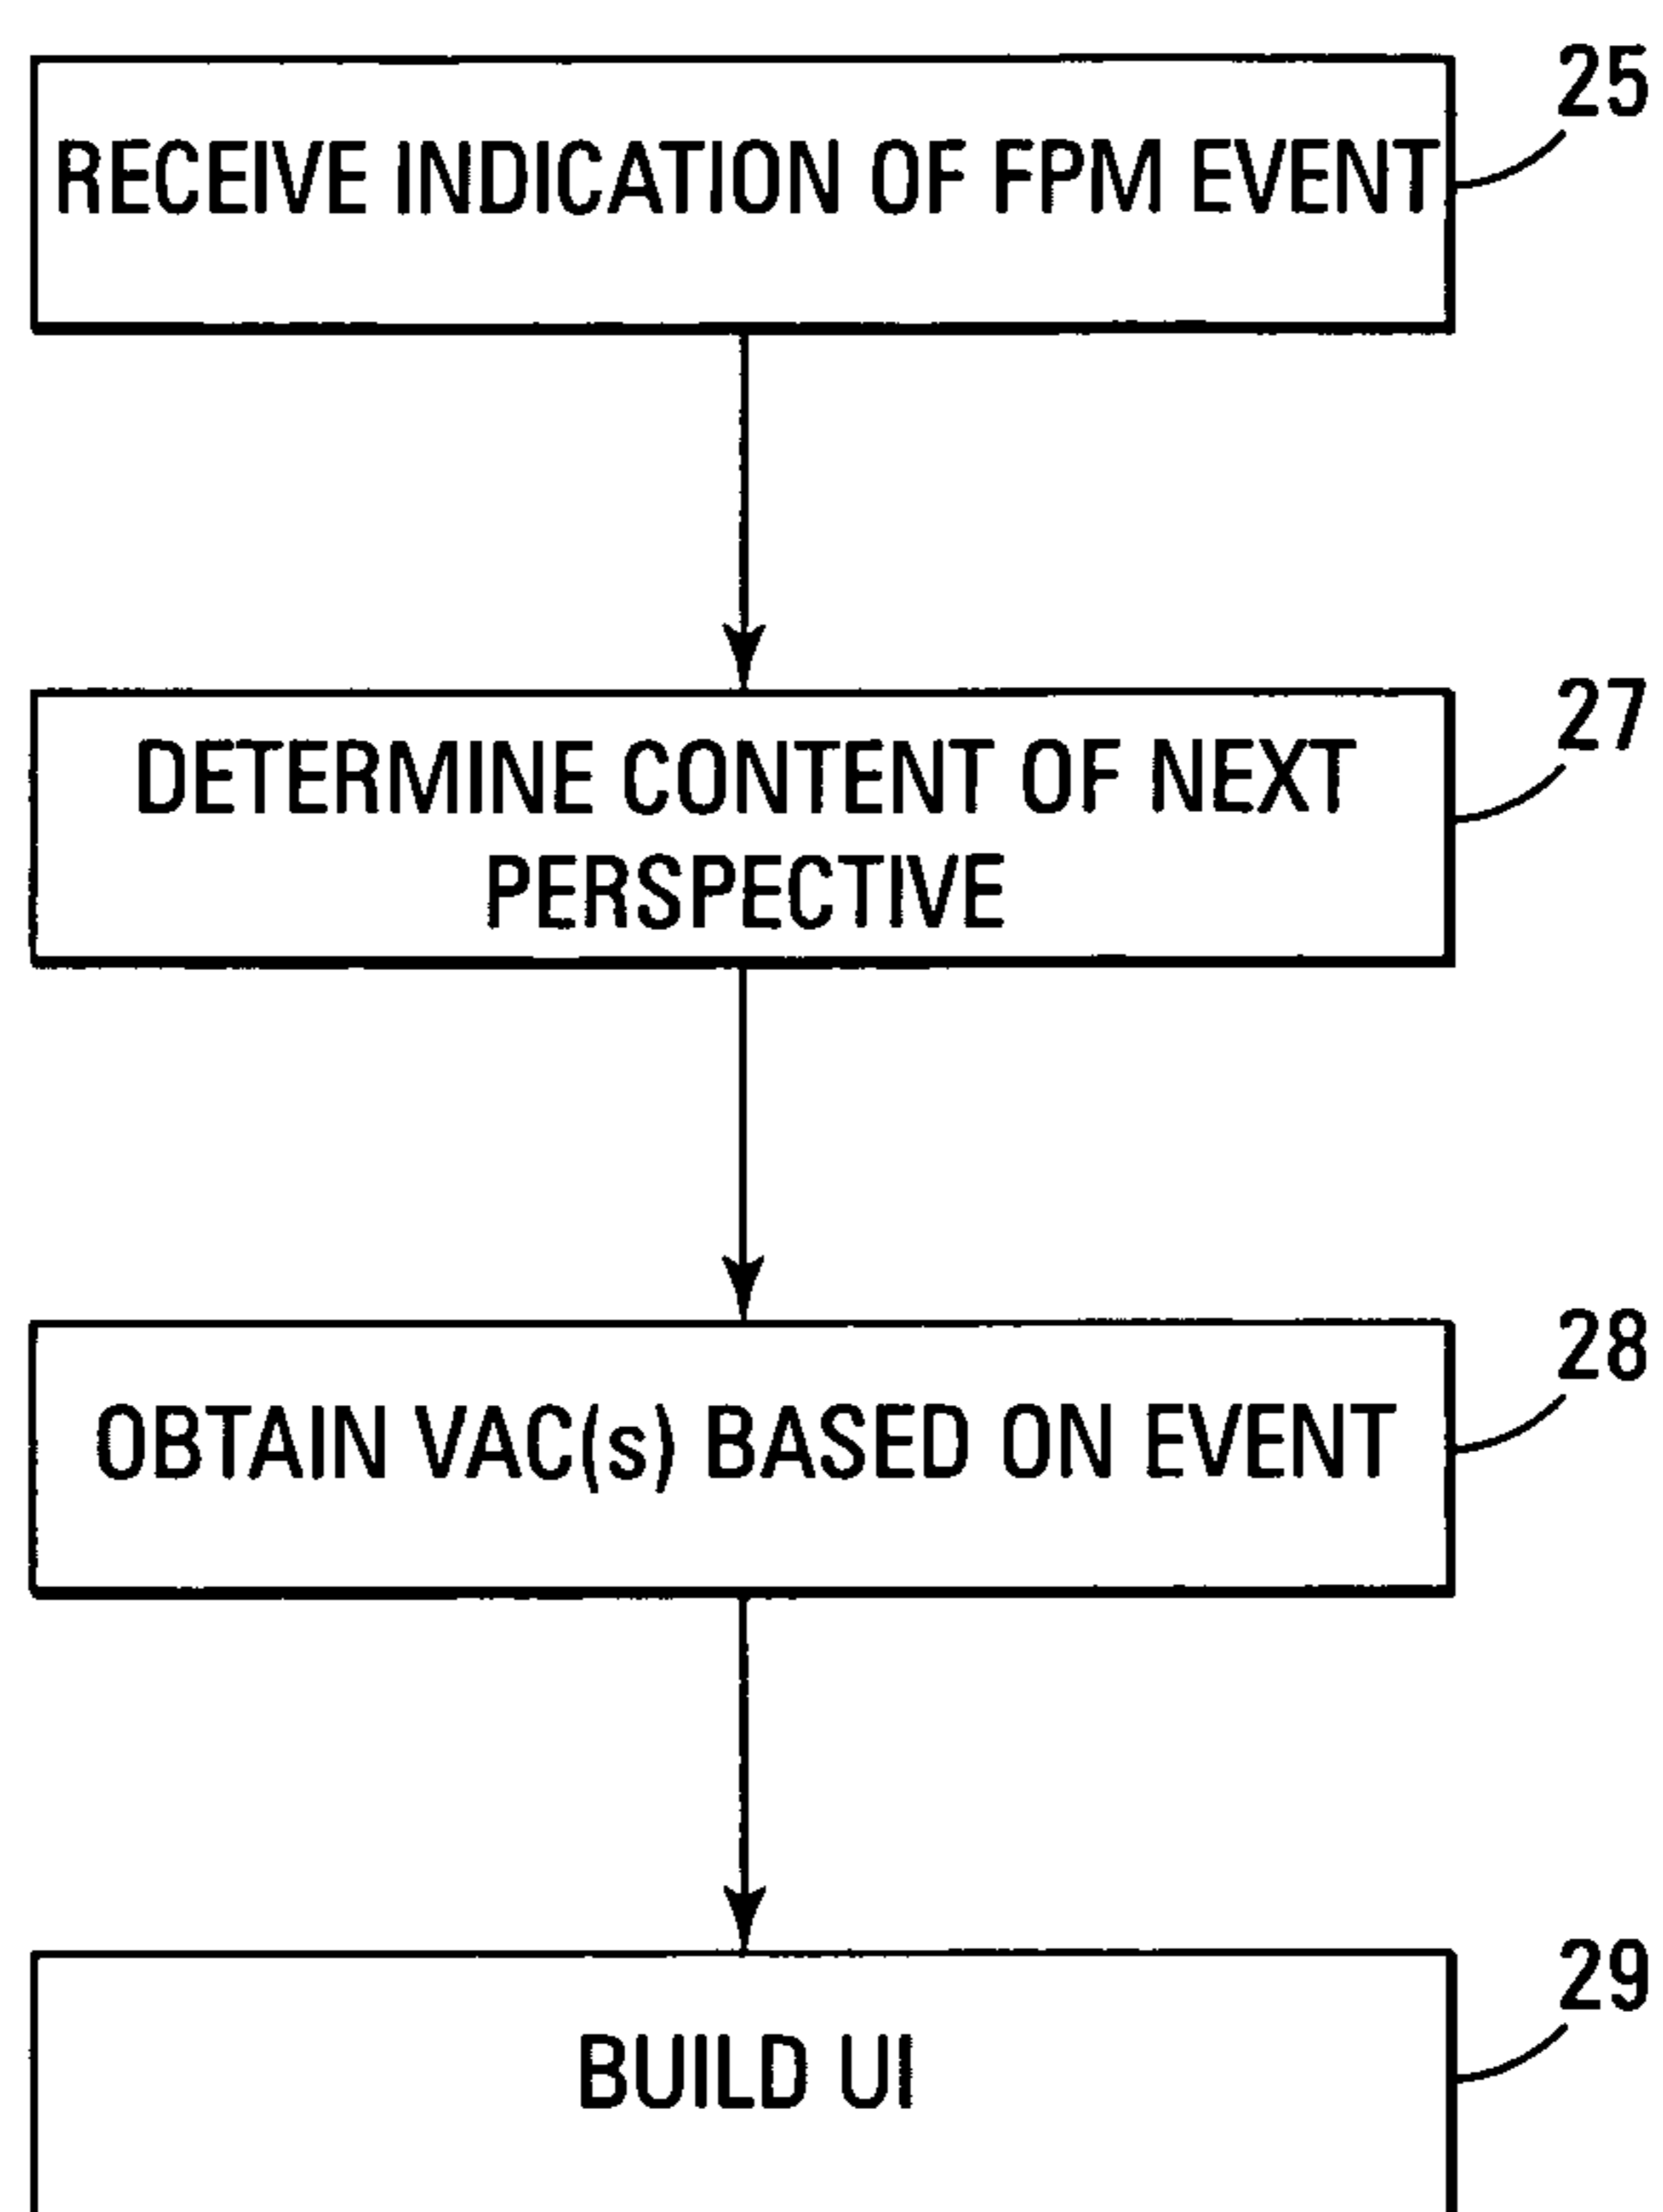 25
RECEIVE INDICATION OF FPM EVENT
27
DETERMINE CONTENT OF NEXT
PERSPECTIVE
28
OBTAIN VAC(s) BASED ON EVENT
29
BUILD UI